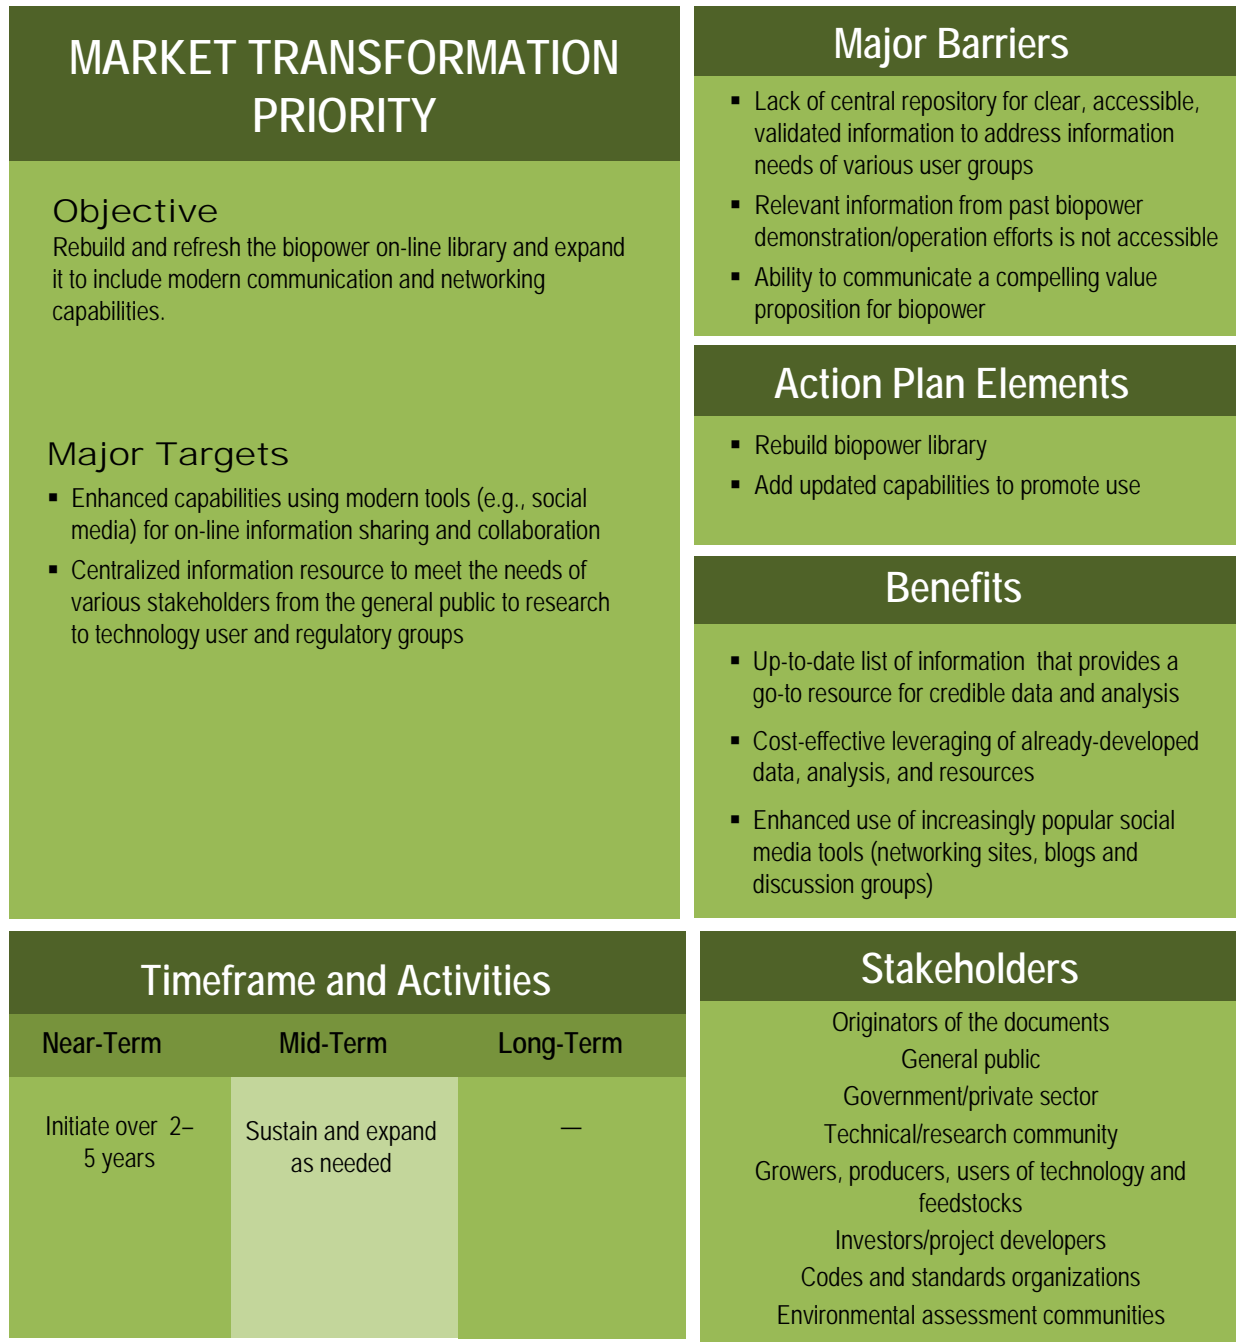 MARKET TRANSFORMATION
PRIORITY
Objective
Rebuild and refresh the biopower on-line library and expand
it to include modern communication and networking
capabilities.
Major Targets
▪ Enhanced capabilities using modern tools (e.g., social
media) for on-line information sharing and collaboration
▪ Centralized information resource to meet the needs of
various stakeholders from the general public to research
to technology user and regulatory groups
Major Barriers
▪ Lack of central repository for clear, accessible,
validated information to address information
needs of various user groups
▪ Relevant information from past biopower
demonstration/operation efforts is not accessible
▪ Ability to communicate a compelling value
proposition for biopower
Action Plan Elements
▪ Rebuild biopower library
▪ Add updated capabilities to promote use
Benefits
▪ Up-to-date list of information that provides a
go-to resource for credible data and analysis
▪ Cost-effective leveraging of already-developed
data, analysis, and resources
▪ Enhanced use of increasingly popular social
media tools (networking sites, blogs and
discussion groups)
Timeframe and Activities
Near-Term Mid-Term Long-Term
Initiate over 2–
5 years
Sustain and expand
as needed
—
Stakeholders
Originators of the documents
General public
Government/private sector
Technical/research community
Growers, producers, users of technology and
feedstocks
Investors/project developers
Codes and standards organizations
Environmental assessment communities